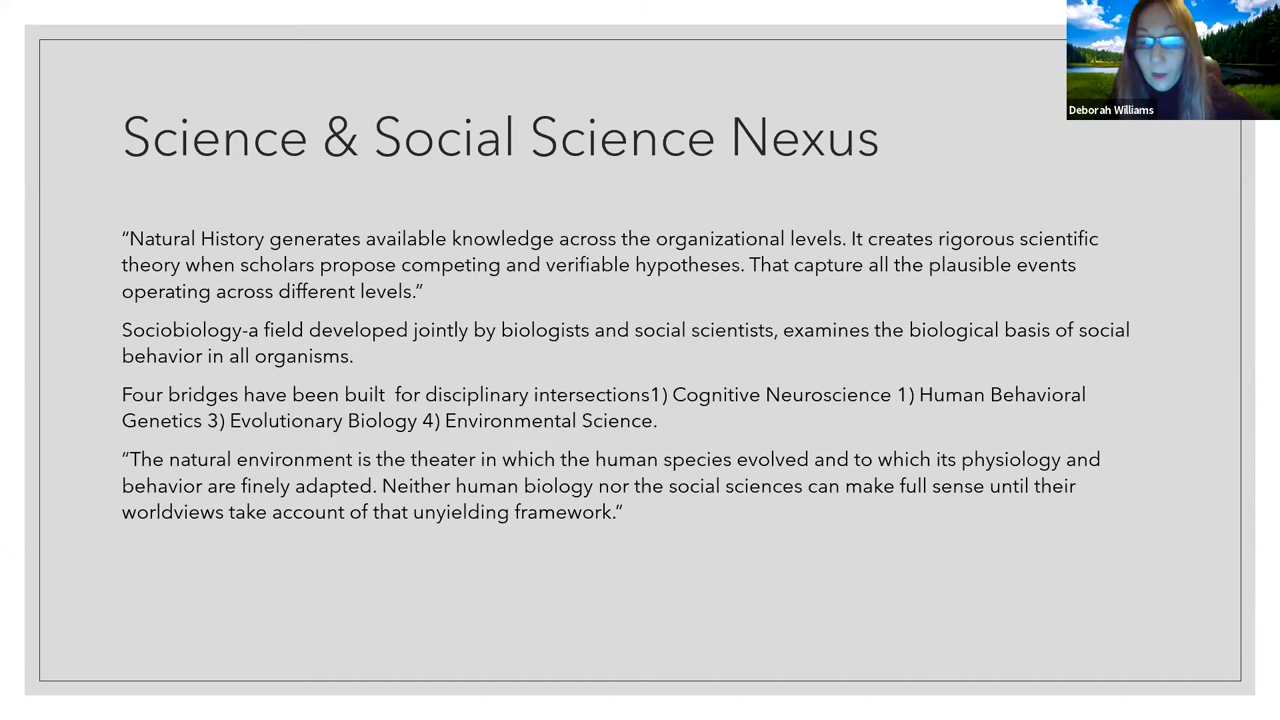 Deborah Williams
Science & Social Science Nexus
“Natural History generates available knowledge across the organizational levels. It creates rigorous scientific
theory when scholars propose competing and verifiable hypotheses. That capture all the plausible events
operating across different levels.”
Sociobiology-a field developed jointly by biologists and social scientists, examines the biological basis of social
behavior in all organisms.
Four bridges have been built  for disciplinary intersections1) Cognitive Neuroscience 1) Human Behavioral
Genetics 3) Evolutionary Biology 4) Environmental Science.
“The natural environment is the theater in which the human species evolved and to which its physiology and
behavior are finely adapted. Neither human biology nor the social sciences can make full sense until their
worldviews take account of that unyielding framework.”